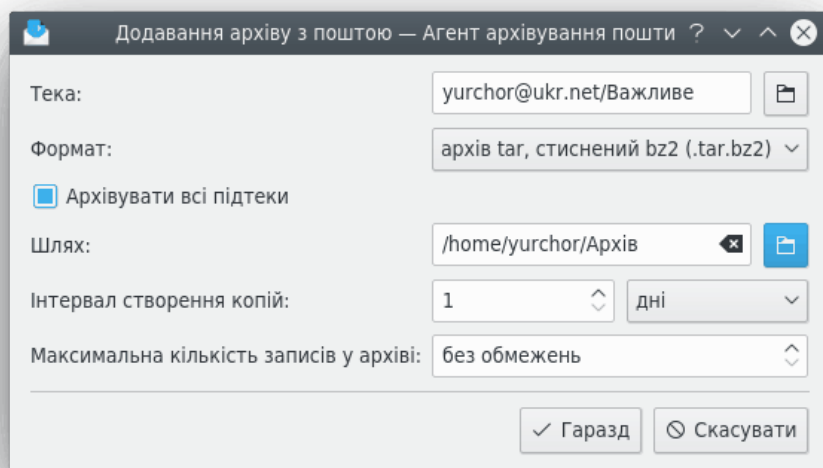 Додавання архіву з поштою — Агент архівування пошти
Тека: yurchor@ukr.net/Важливе
Формат: архів tar, стиснений bz2 (.tar.bz2)
Архівувати всі підтеки
Шлях: /home/yurchor/Архів
Інтервал створення копій: 1 дні
Максимальна кількість записів у архіві: без обмежень
Гаразд Скасувати